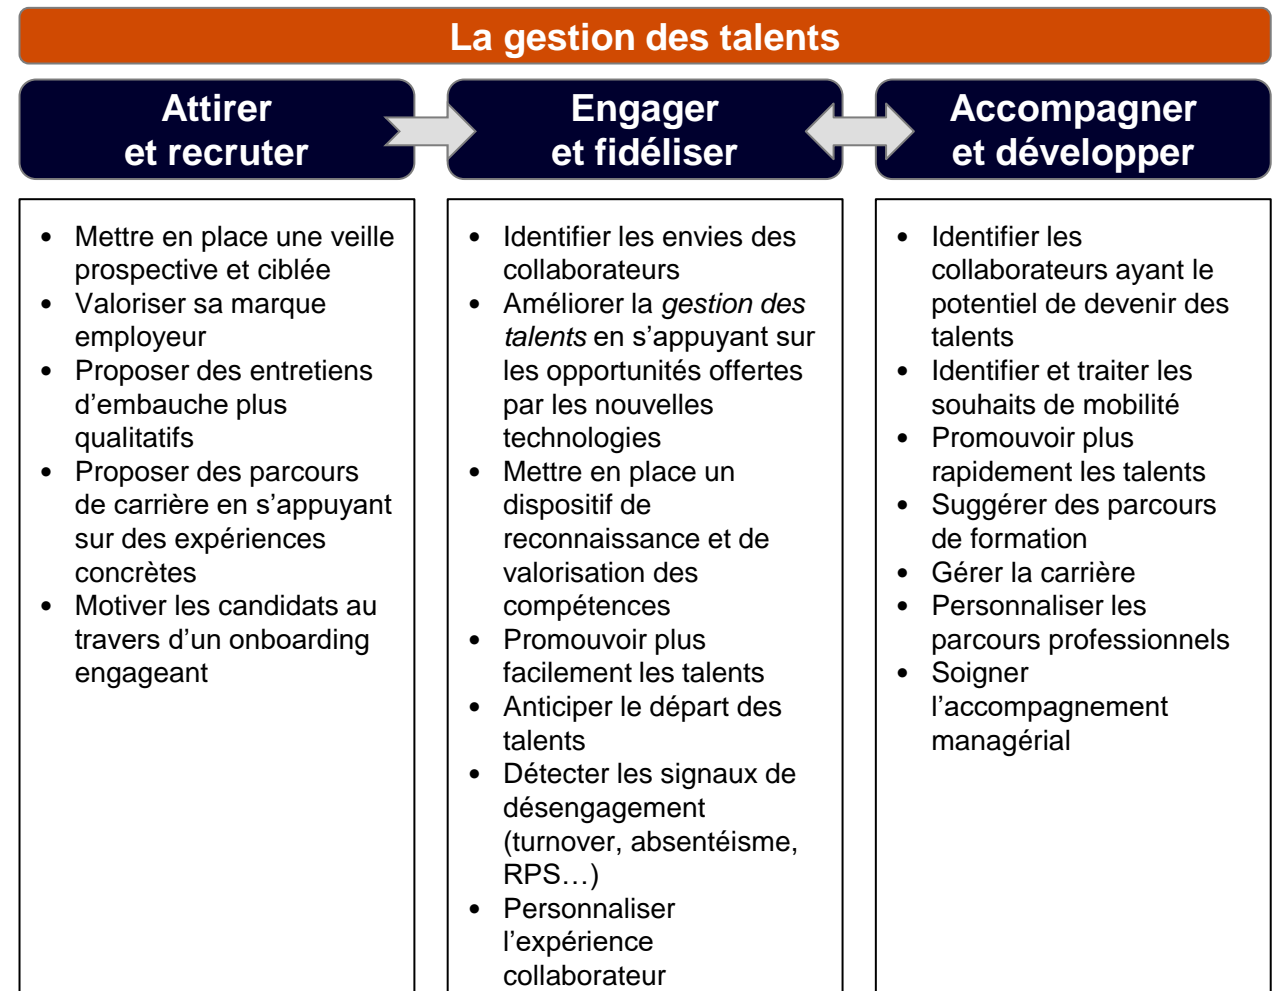 La gestion des talents
Attirer
et recruter
Engager
et fidéliser
Accompagner
et développer
• Mettre en place une veille
prospective et ciblée
• Valoriser sa marque
employeur
• Proposer des entretiens
d’embauche plus
qualitatifs
• Proposer des parcours
de carrière en s’appuyant
sur des expériences
concrètes
• Motiver les candidats au
travers d’un onboarding
engageant
• Identifier les envies des
collaborateurs
• Améliorer la gestion des
talents en s’appuyant sur
les opportunités offertes
par les nouvelles
technologies
• Mettre en place un
dispositif de
reconnaissance et de
valorisation des
compétences
• Promouvoir plus
facilement les talents
• Anticiper le départ des
talents
• Détecter les signaux de
désengagement
(turnover, absentéisme,
RPS…)
• Personnaliser
l’expérience
collaborateur
• Identifier les
collaborateurs ayant le
potentiel de devenir des
talents
• Identifier et traiter les
souhaits de mobilité
• Promouvoir plus
rapidement les talents
• Suggérer des parcours
de formation
• Gérer la carrière
• Personnaliser les
parcours professionnels
• Soigner
l’accompagnement
managérial